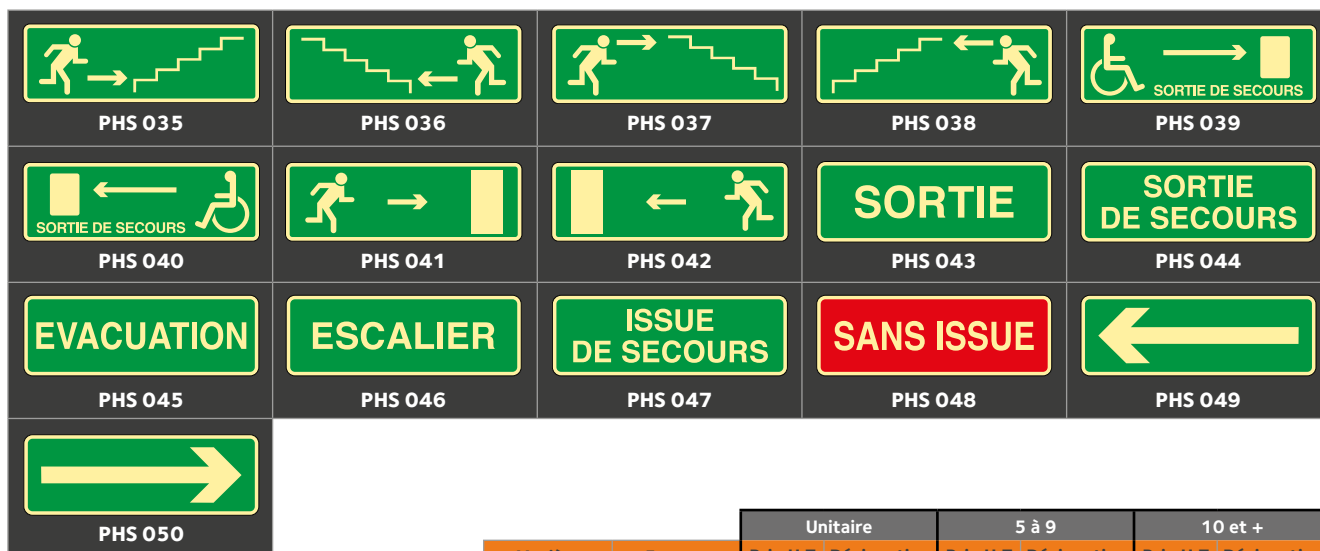 PHS 035
PHS 036
PHS 037
PHS 038
SORTIE DE SECOURS
PHS 039
SORTIE DE SECOURS
PHS 040
PHS 041
PHS 042
SORTIE
PHS 043
SORTIE
DE SECOURS
PHS 044
EVACUATION
PHS 045
ESCALIER
PHS 046
ISSUE
DE SECOURS
PHS 047
SANS ISSUE
PHS 048
PHS 049
PHS 050
Unitaire
5 à 9
10 et +